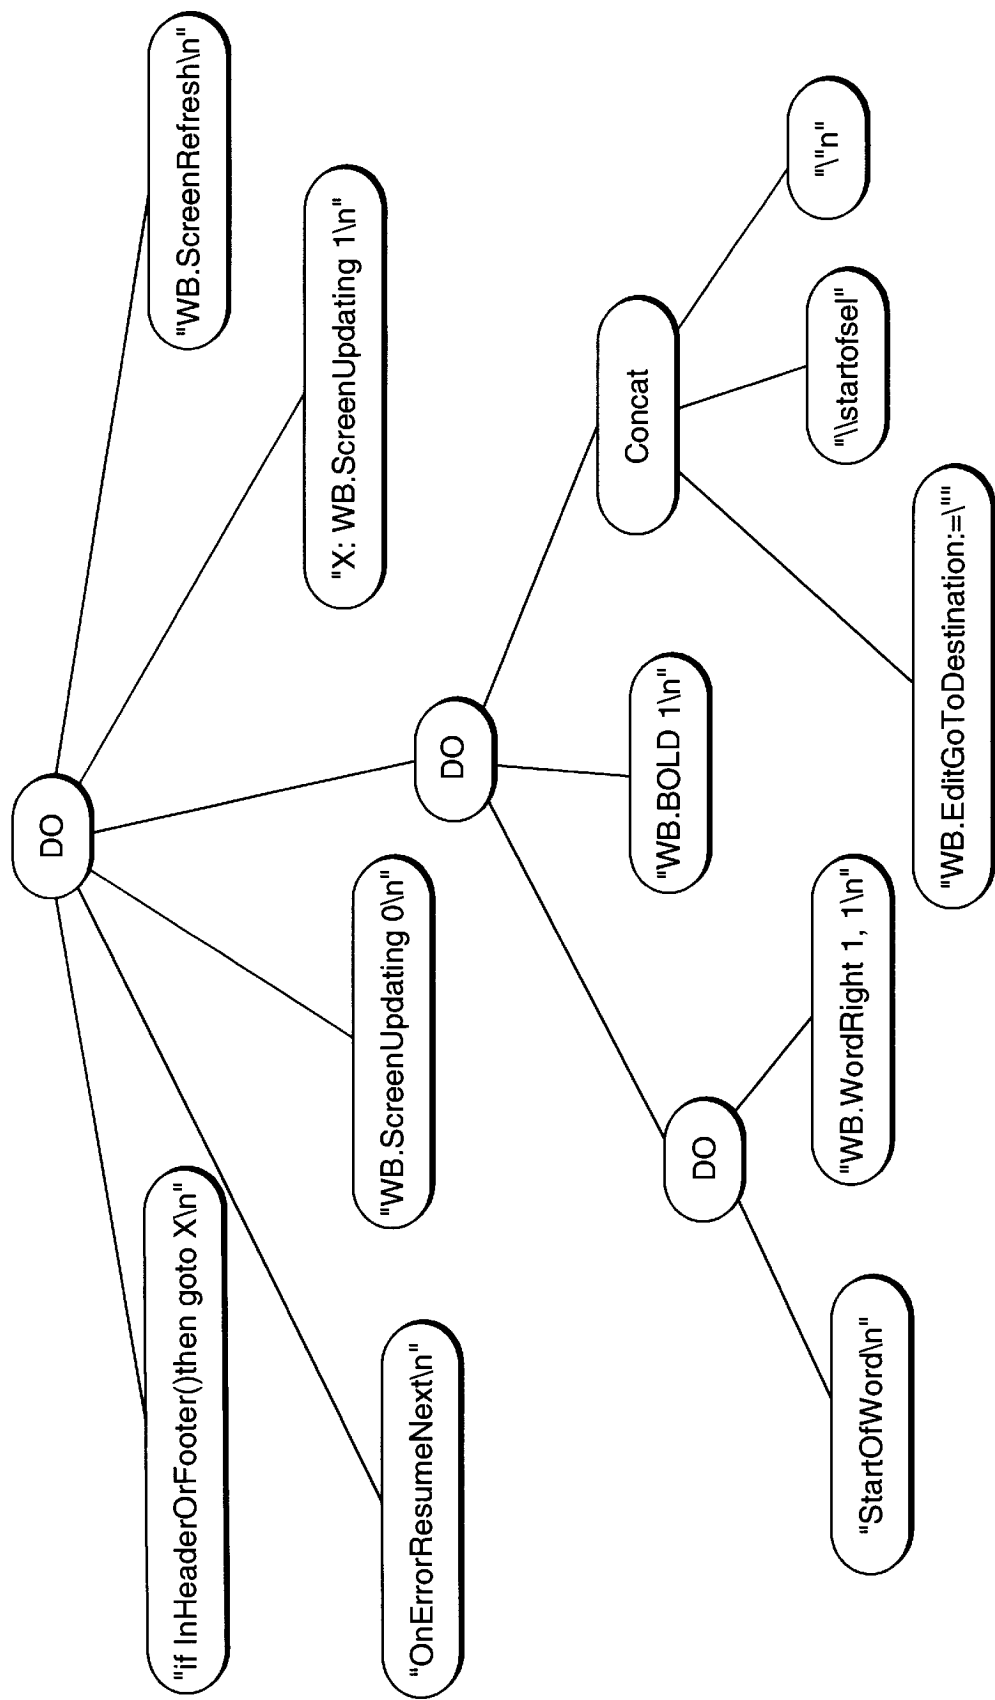 DO
"if InHeaderOrFooter()then goto X\n"
"WB.ScreenRefresh\n"
"X: WB.ScreenUpdating 1\n"
"WB.ScreenUpdating 0\n"
"OnErrorResumeNext\n"
DO
Concat
"WB.BOLD 1\n"
DO
"\"n"
"\\startofsel"
"WB.WordRight 1, 1\n"
"StartOfWord\n"
"WB.EditGoToDestination:=\""